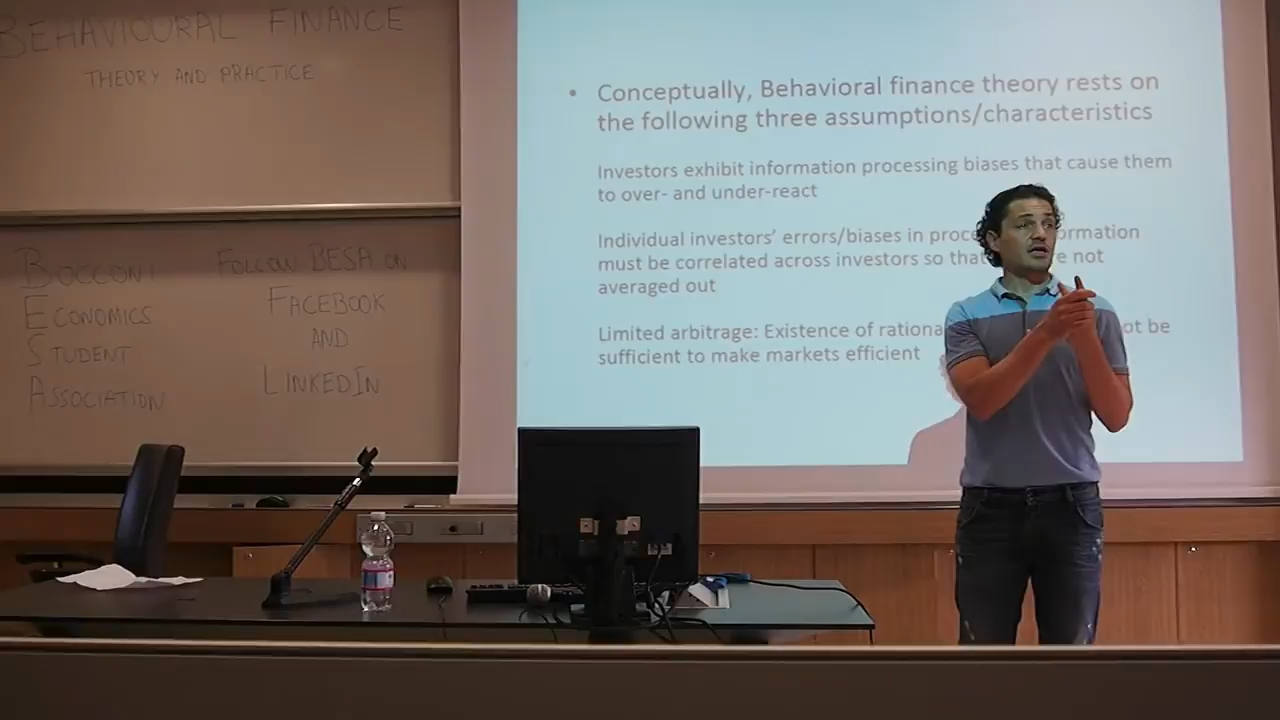 BEHAVIOURAL FINANCE
THEORY AND PRACTICE
BOCCONI
ECONOMICS
STUDENT
ASSOCIATION
FOLLOW BESA ON
FACEBOOK
AND
LINKEDIN
• Conceptually, Behavioral finance theory rests on
the following three assumptions/characteristics
Investors exhibit information processing biases that cause them
to over- and under-react
Individual investors' errors/biases in
must be correlated across investors so not
averaged out
Limited arbitrage: Existence of be
sufficient to make markets efficient